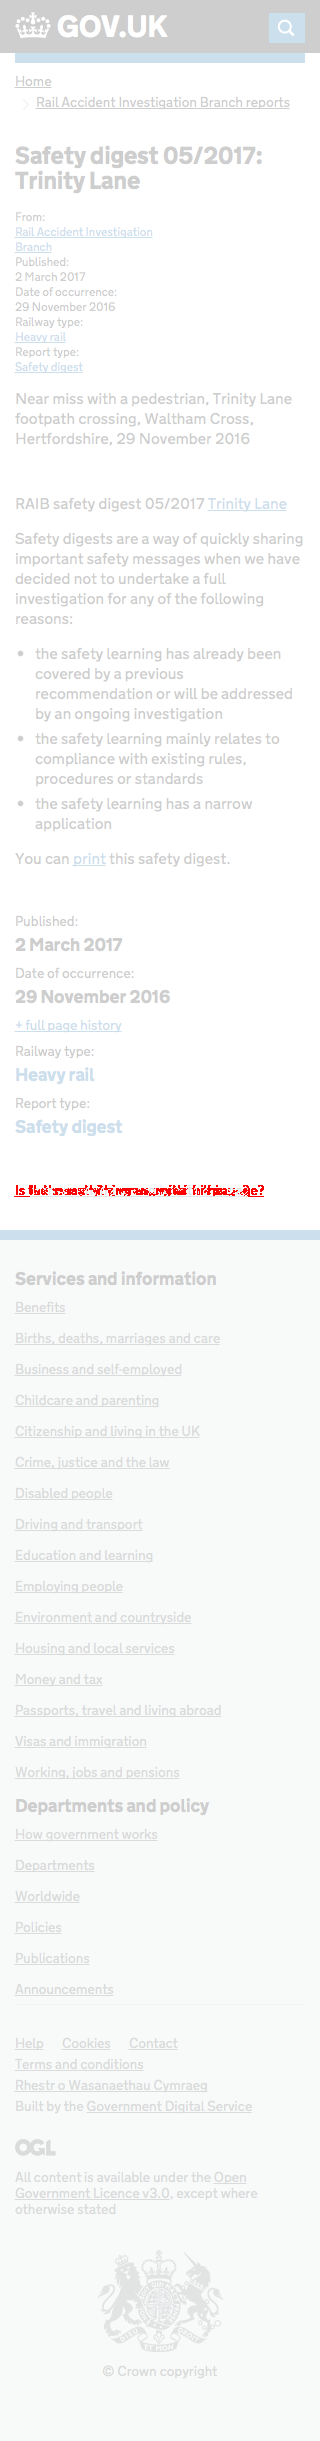 GOV.UK
Home
Rail Accident Investigation Branch reports
Safety digest 05/2017:
Trinity Lane
From:
Rail Accident Investigation
Branch
Published:
2 March 2017
Date of occurrence:
29 November 2016
Railway type:
Heavy rail
Report type:
Safety digest
Near miss with a pedestrian, Trinity Lane
footpath crossing, Waltham Cross,
Hertfordshire, 29 November 2016
RAIB safety digest 05/2017 Trinity Lane
Safety digests are a way of quickly sharing
important safety messages when we have
decided not to undertake a full
investigation for any of the following
reasons:
• the safety learning has already been
covered by a previous
recommendation or will be addressed
by an ongoing investigation
• the safety learning mainly relates to
compliance with existing rules,
procedures or standards
• the safety learning has a narrow
application
You can print this safety digest.
Published:
2 March 2017
Date of occurrence:
29 November 2016
+ full page history
Railway type:
Heavy rail
Report type:
Safety digest
Services and information
Benefits
Births, deaths, marriages and care
Business and self-employed
Childcare and parenting
Citizenship and living in the UK
Crime, justice and the law
Disabled people
Driving and transport
Education and learning
Employing people
Environment and countryside
Housing and local services
Money and tax
Passports, travel and living abroad
Visas and immigration
Working, jobs and pensions
Departments and policy
How government works
Departments
Worldwide
Policies
Publications
Announcements
Help Cookies Contact
Terms and conditions
Rhestr o Wasanaethau Cymraeg
Built by the Government Digital Service
OGL
All content is available under the Open
Government Licence v3.0, except where
otherwise stated
© Crown copyright